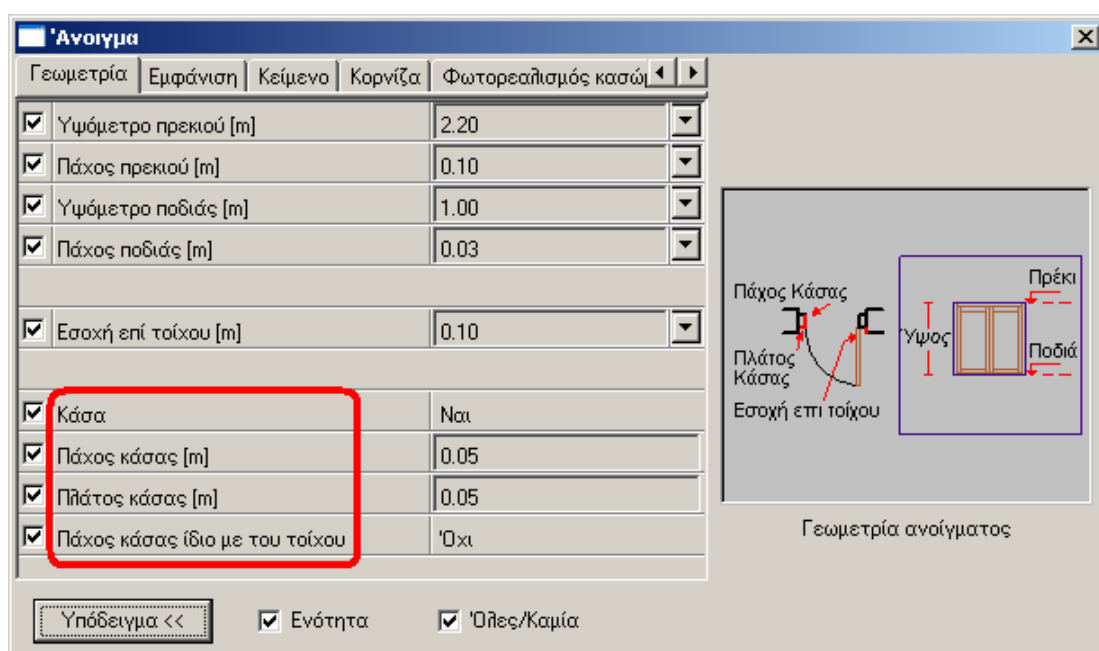 'Ανοιγμα
Γεωμετρία Εμφάνιση Κείμενο Κορνίζα Φωτορεαλισμός κασώμ
Υψόμετρο πρεκιού [m] 2.20
Πάχος πρεκιού [m] 0.10
Υψόμετρο ποδιάς [m] 1.00
Πάχος ποδιάς [m] 0.03
Εσοχή επί τοίχου [m] 0.10
Κάσα Ναι
Πάχος κάσας [m] 0.05
Πλάτος κάσας [m] 0.05
Πάχος κάσας ίδιο με του τοίχου 'Οχι
Πάχος Κάσας
Πλάτος
Κάσας
Εσοχή επι τοίχου
Πρέκι
Ύψος
Ποδιά
Γεωμετρία ανοίγματος
Υπόδειγμα << Ενότητα 'Ολες/Καμία